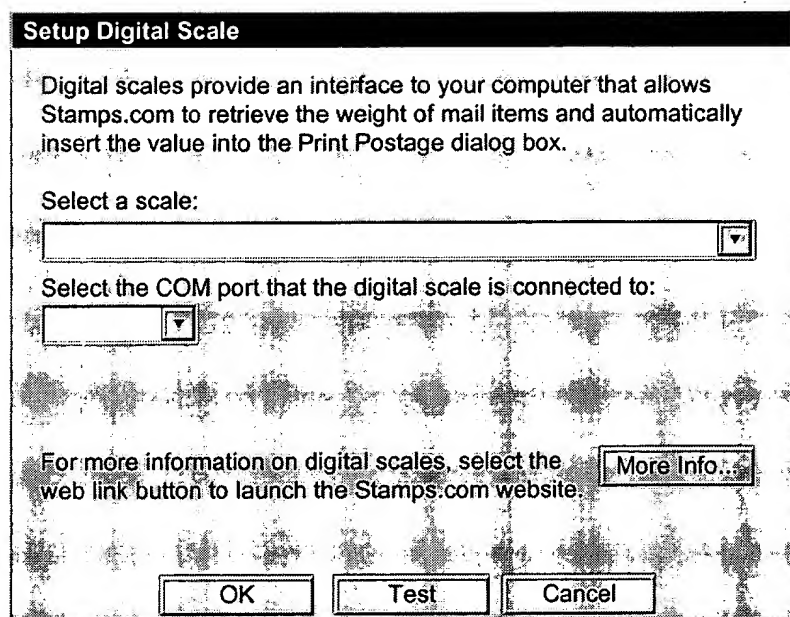 Setup Digital Scale
Digital scales provide an interface to your computer that allows
Stamps.com to retrieve the weight of mail items and automatically
insert the value into the Print Postage dialog box.
Select a scale:
Select the COM port that the digital scale is connected to:
For more information on digital scales, select the
web link button to launch the Stamps.com website.
More Info...
OK
Test
Cancel